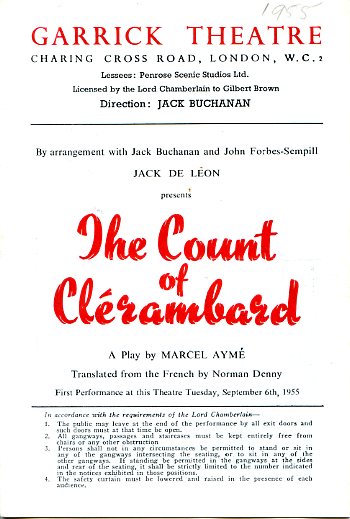 1955
GARRICK THEATRE
CHARING CROSS ROAD, LONDON, W.C.2
Lessees: Penrose Scenic Studios Ltd.
Licensed by the Lord Chamberlain to Gilbert Brown
Direction: JACK BUCHANAN
By arrangement with Jack Buchanan and John Forbes-Sempill
JACK DE LÉON
presents
The Count
of
Clérambard
A Play by MARCEL AYMÉ
Translated from the French by Norman Denny
First Performance at this Theatre Tuesday, September 6th, 1955
In accordance with the requirements of the Lord Chamberlain—
1. The public may leave at the end of the performance by all exit doors and
such doors must at that time be open.
2. All gangways, passages and staircases must be kept entirely free from
chairs or any other obstruction
3. Persons shall not in any circumstances be permitted to stand or sit in
any of the gangways intersecting the seating, or to sit in any of the
other gangways. If standing be permitted in the gangways at the sides
and rear of the seating, it shall be strictly limited to the number indicated
in the notices exhibited in those positions.
4. The safety curtain must be lowered and raised in the presence of each
audience.